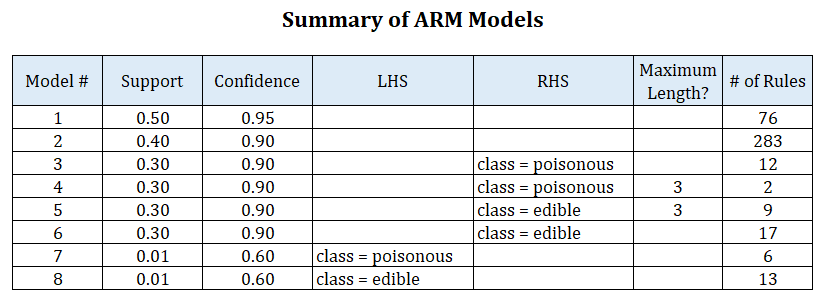 Summary of ARM Models
Model # Support Confidence LHS RHS Maximum Length? # of Rules
1 0.50 0.95 76
2 0.40 0.90 283
3 0.30 0.90 class = poisonous 12
4 0.30 0.90 class = poisonous 3 2
5 0.30 0.90 class = edible 3 9
6 0.30 0.90 class = edible 17
7 0.01 0.60 class = poisonous 6
8 0.01 0.60 class = edible 13